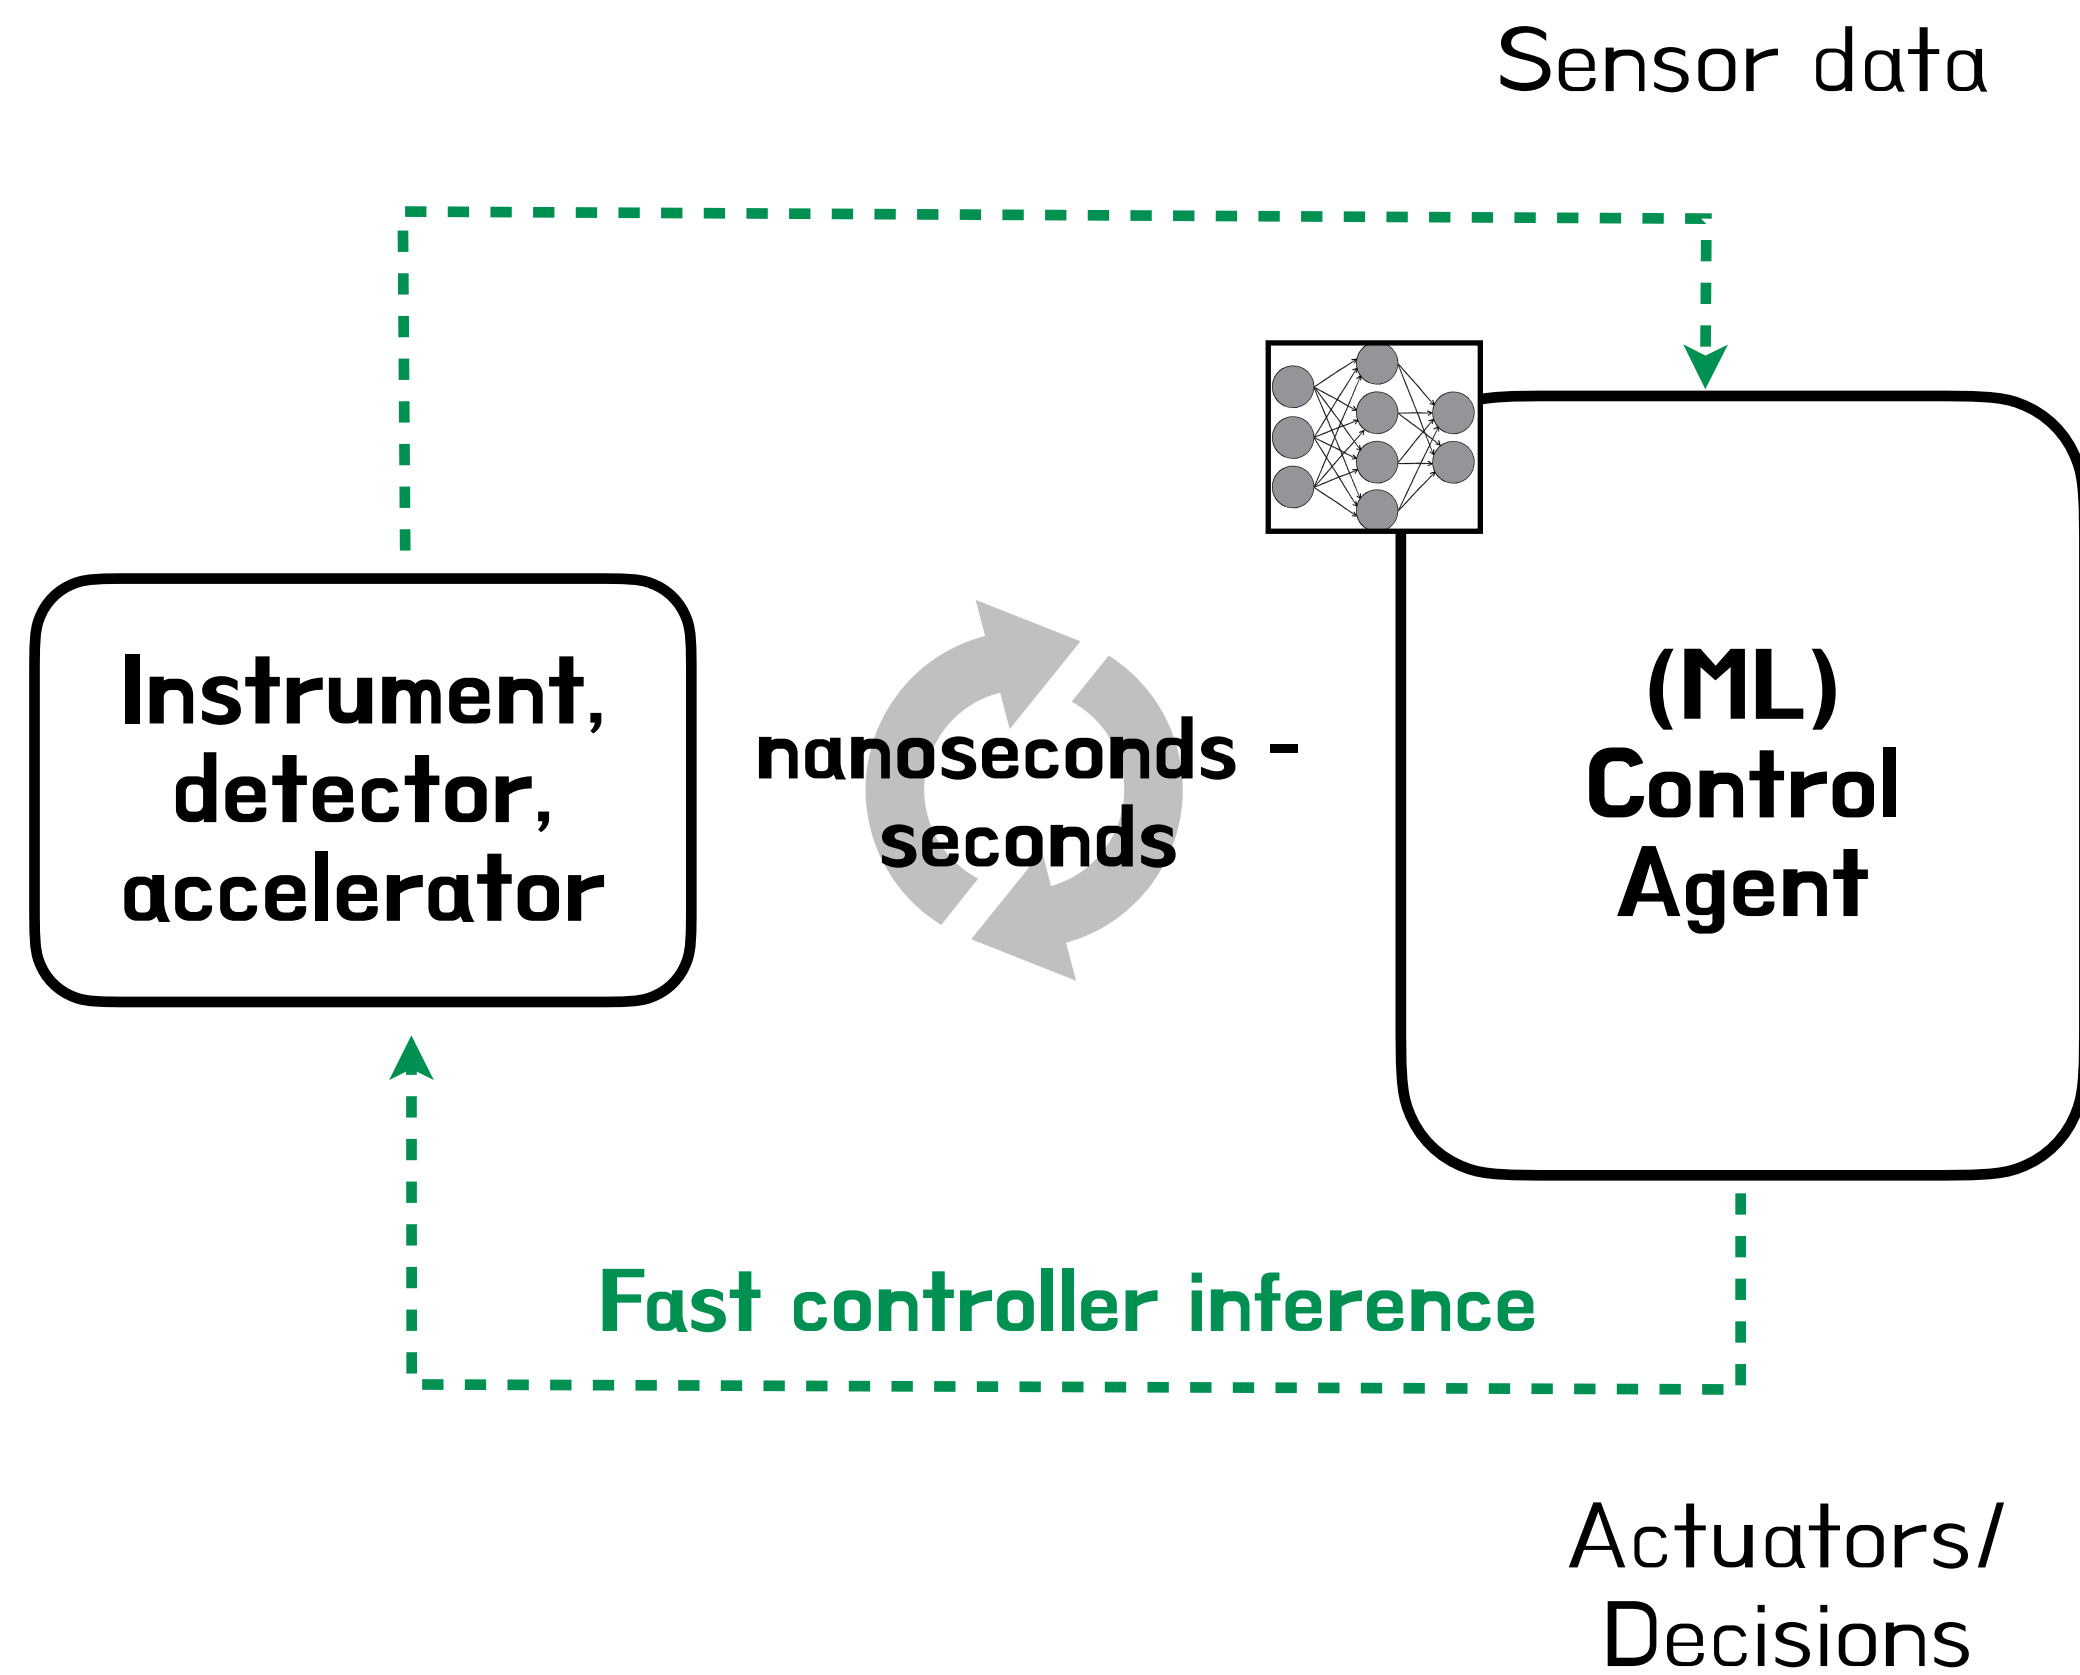 Sensor data
Instrument,
detector,
accelerator
nanoseconds -
seconds
(ML)
Control
Agent
Fast controller inference
Actuators/
Decisions